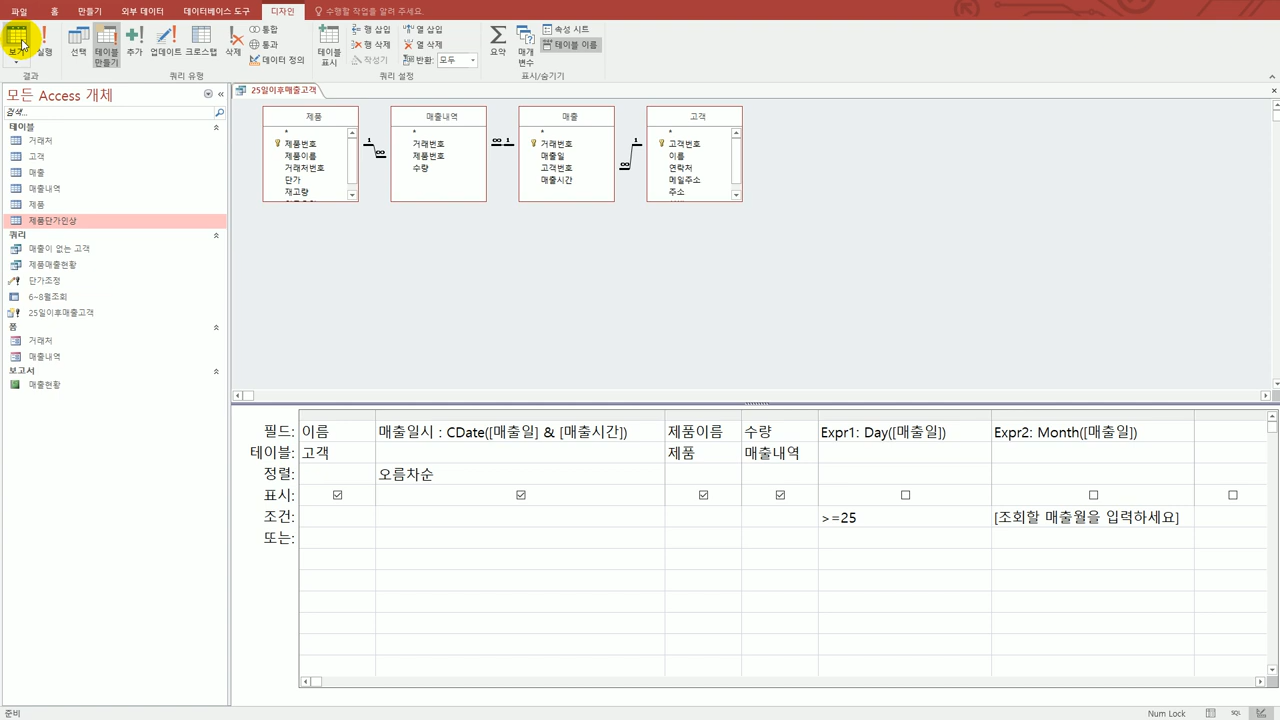 파일 홈 만들기 외부 데이터 데이터베이스 도구 디자인 수행할 작업을 알려 주세요.
보기 실행 선택 테이블 만들기 추가 업데이트 크로스탭 삭제 통합 통과 데이터 정의 테이블 표시 행 삽입 행 삭제 작성기 열 삽입 열 삭제 반환: 모두 요약 매개 변수 속성 시트 테이블 이름
결과 쿼리 유형 쿼리 설정 표시/숨기기
모든 Access 개체
검색...
25일이후매출고객
테이블
거래처
고객
매출
매출내역
제품
제품단가인상
쿼리
매출이 없는 고객
제품매출현황
단가조정
6~8월조회
25일이후매출고객
폼
거래처
매출내역
보고서
매출현황
제품
*
제품번호
제품이름
거래처번호
단가
재고량
매출내역
거래처번호
제품번호
수량
매출
*
거래번호
매출일
고객번호
매출시간
고객
*
고객번호
이름
연락처
메일주소
주소
필드: 이름 매출일시 : CDate([매출일] & [매출시간]) 제품이름 수량 Expr1: Day([매출일]) Expr2: Month([매출일])
테이블: 고객 제품 매출내역
정렬: 오름차순
표시:
조건: >=25 [조회할 매출월을 입력하세요]
또는:
준비 Num Lock SQL